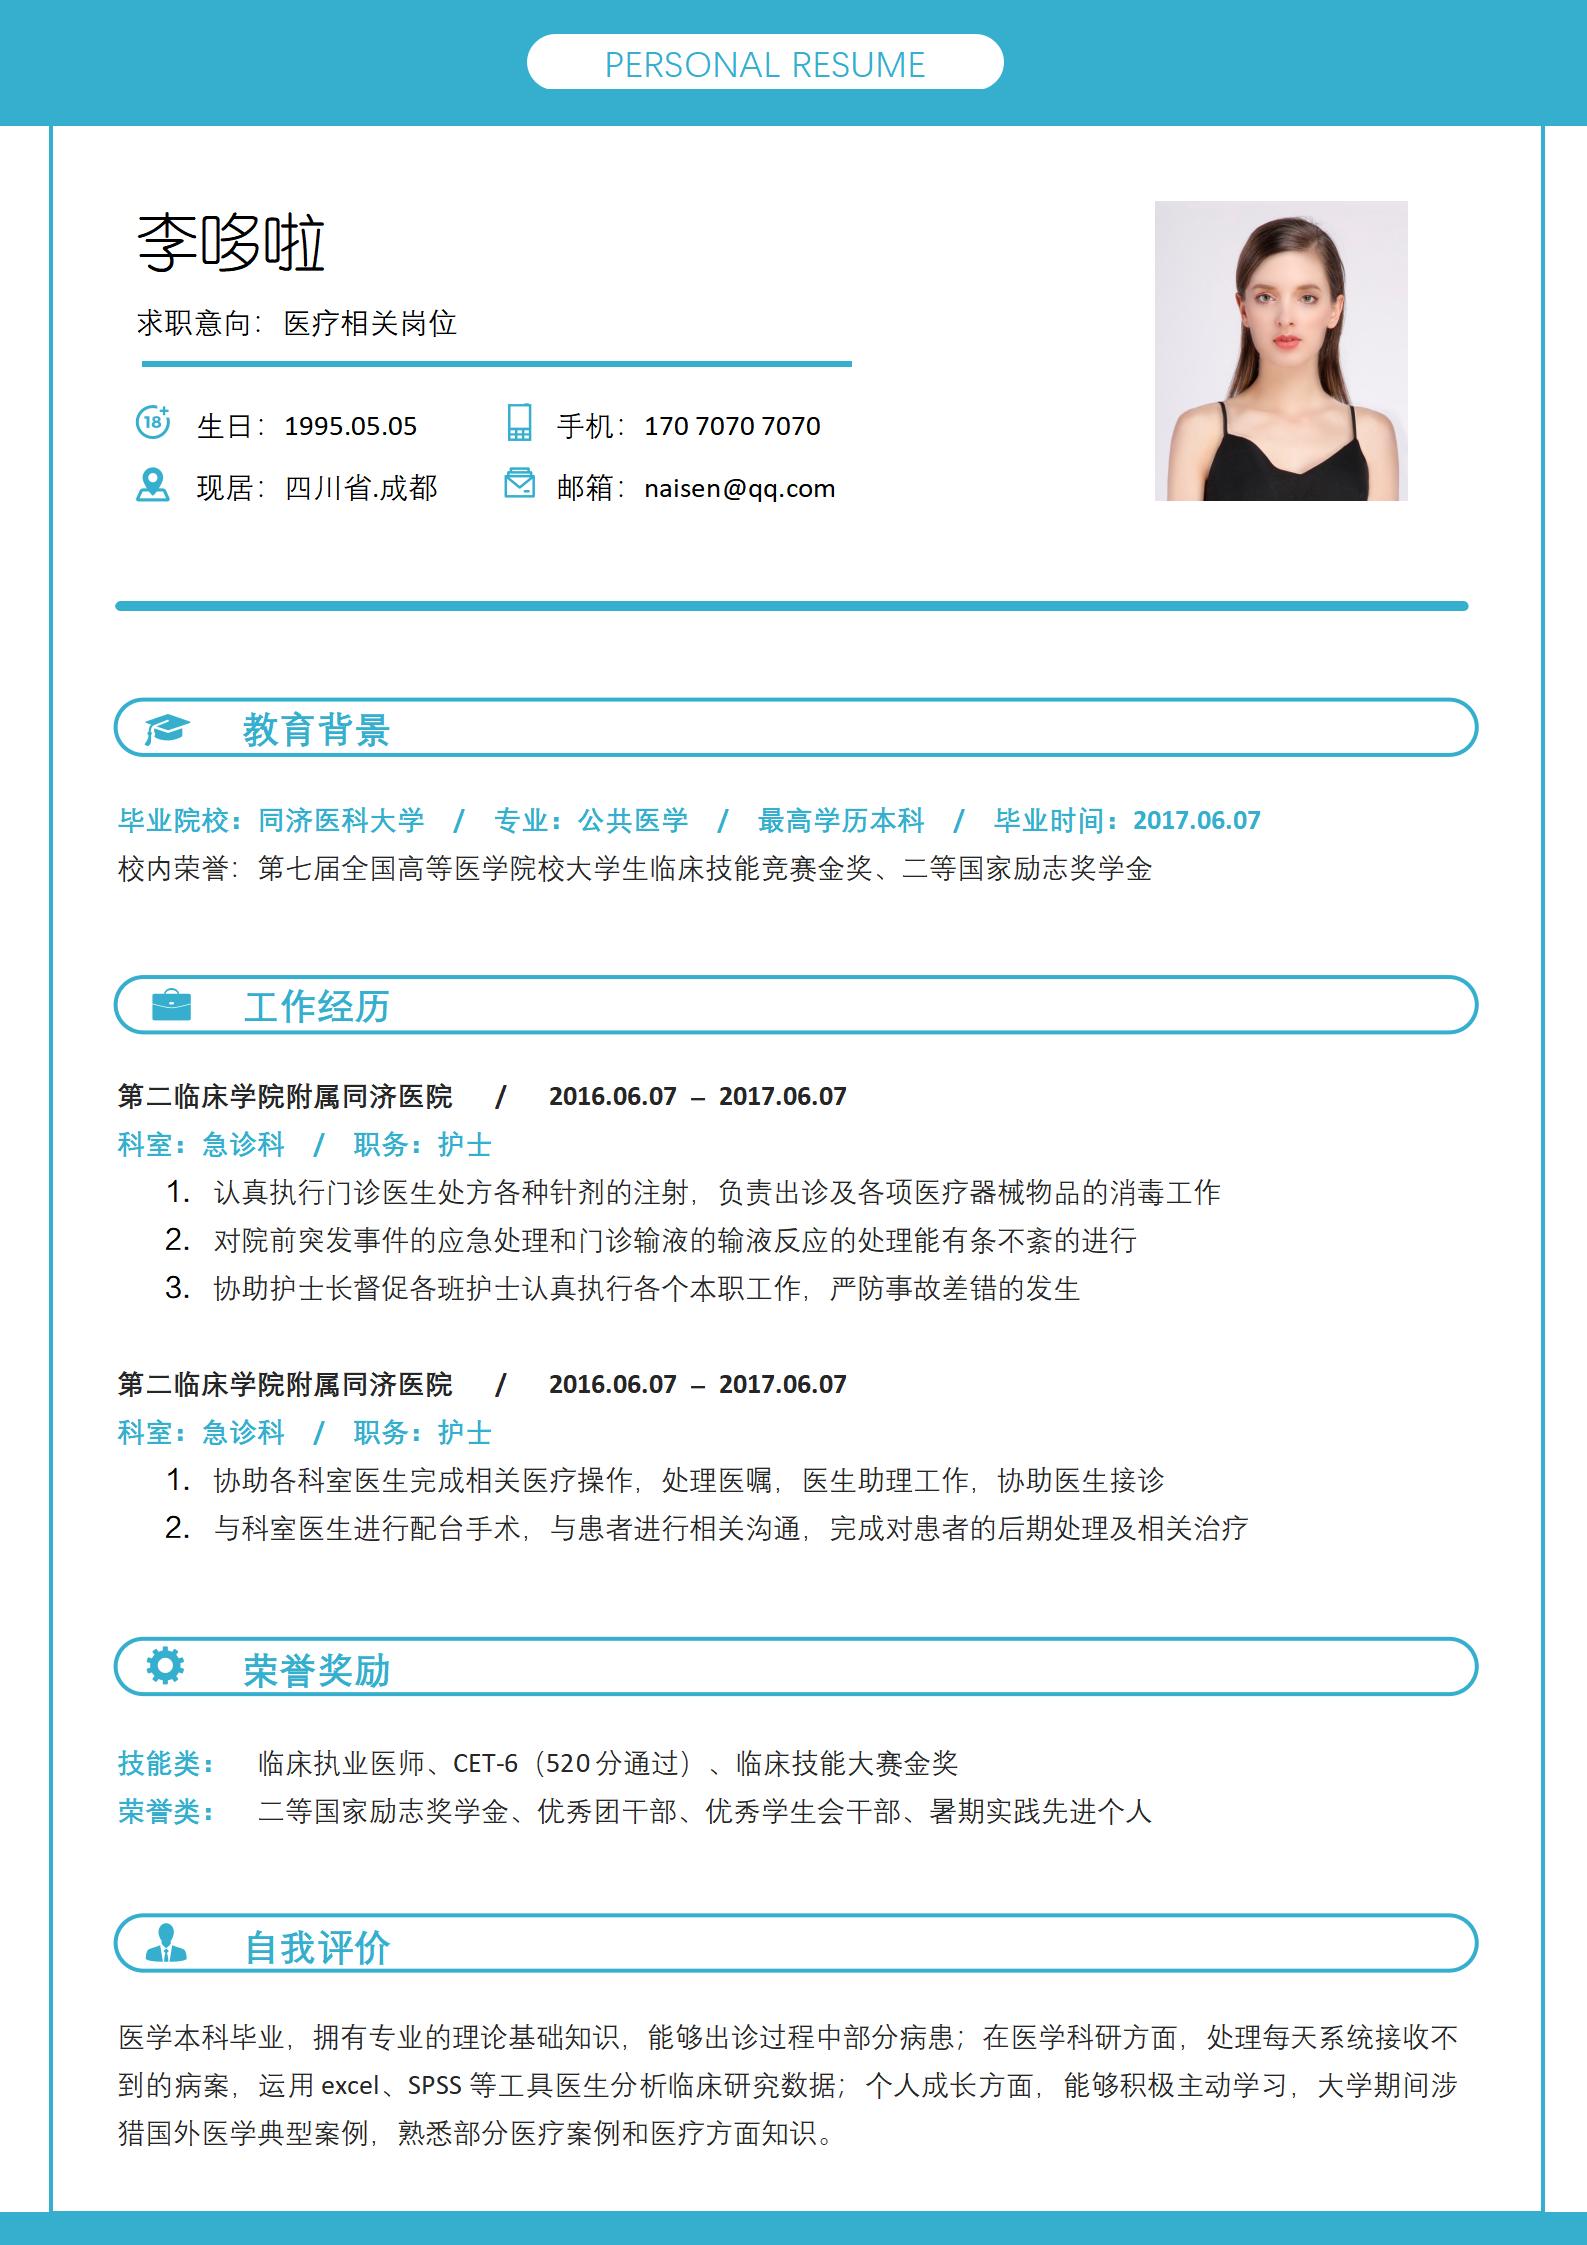 PERSONAL RESUME
李哆啦
求职意向：医疗相关岗位
18+ 生日：1995.05.05 手机：170 7070 7070
现居：四川省.成都 邮箱：naisen@qq.com
教育背景
毕业院校：同济医科大学 / 专业：公共医学 / 最高学历本科 / 毕业时间：2017.06.07
校内荣誉：第七届全国高等医学院校大学生临床技能竞赛金奖、二等国家励志奖学金
工作经历
第二临床学院附属同济医院 / 2016.06.07 – 2017.06.07
科室：急诊科 / 职务：护士
1. 认真执行门诊医生处方各种针剂的注射，负责出诊及各项医疗器械物品的消毒工作
2. 对院前突发事件的应急处理和门诊输液的输液反应的处理能有条不紊的进行
3. 协助护士长督促各班护士认真执行各个本职工作，严防事故差错的发生
第二临床学院附属同济医院 / 2016.06.07 – 2017.06.07
科室：急诊科 / 职务：护士
1. 协助各科室医生完成相关医疗操作，处理医嘱，医生助理工作，协助医生接诊
2. 与科室医生进行配台手术，与患者进行相关沟通，完成对患者的后期处理及相关治疗
荣誉奖励
技能类： 临床执业医师、CET-6（520分通过）、临床技能大赛金奖
荣誉类： 二等国家励志奖学金、优秀团干部、优秀学生会干部、暑期实践先进个人
自我评价
医学本科毕业，拥有专业的理论基础知识，能够出诊过程中部分病患；在医学科研方面，处理每天系统接收不
到的病案，运用excel、SPSS等工具医生分析临床研究数据；个人成长方面，能够积极主动学习，大学期间涉
猎国外医学典型案例，熟悉部分医疗案例和医疗方面知识。